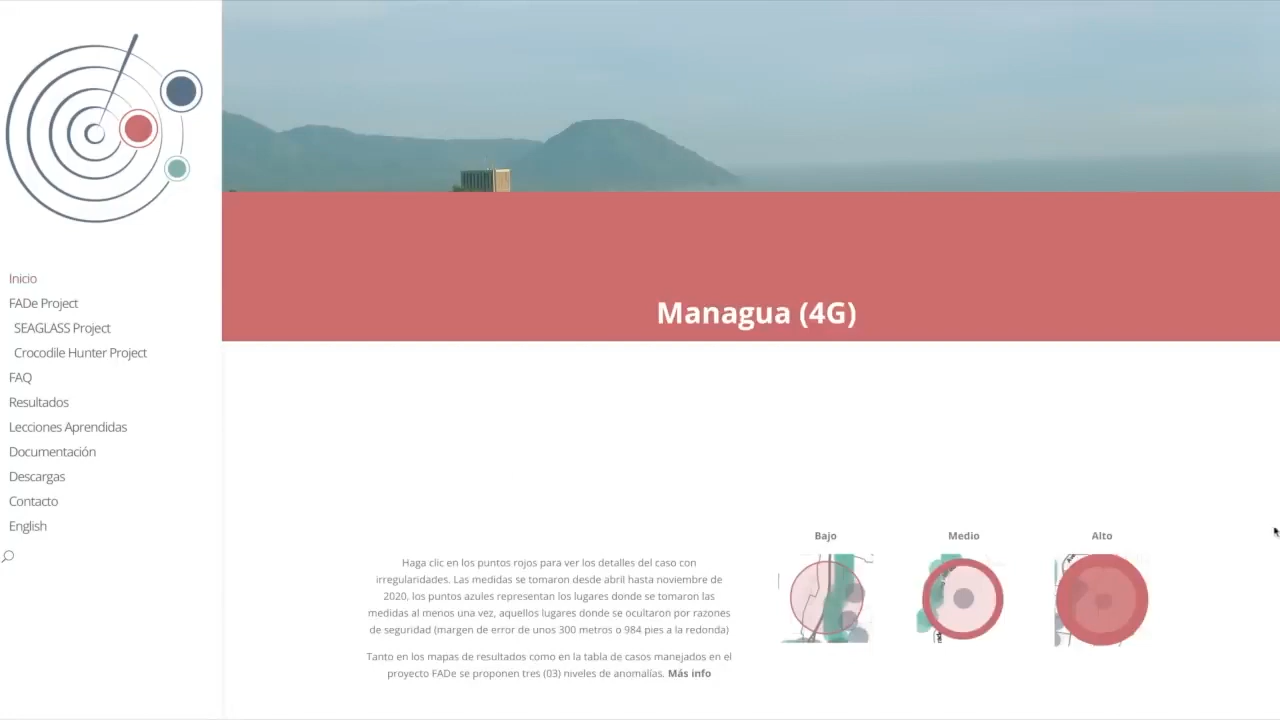 Inicio
FADe Project
SEAGLASS Project
Crocodile Hunter Project
FAQ
Resultados
Lecciones Aprendidas
Documentación
Descargas
Contacto
English
Managua (4G)
Haga clic en los puntos rojos para ver los detalles del caso con
irregularidades. Las medidas se tomaron desde abril hasta noviembre de
2020, los puntos azules representan los lugares donde se tomaron las
medidas al menos una vez, aquellos lugares donde se ocultaron por razones
de seguridad (margen de error de unos 300 metros o 984 pies a la redonda)
Tanto en los mapas de resultados como en la tabla de casos manejados en el
proyecto FADe se proponen tres (03) niveles de anomalías. Más info
Bajo
Medio
Alto